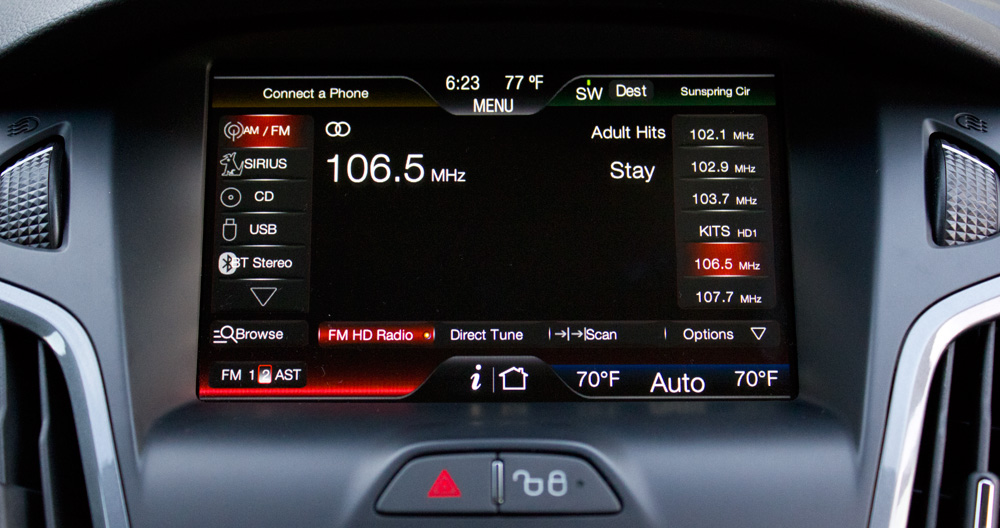 Connect a Phone
6:23 77 °F
MENU
SW Dest Sunspring Cir
AM / FM
SIRIUS
CD
USB
BT Stereo
106.5 MHz
Adult Hits
Stay
102.1 MHz
102.9 MHz
103.7 MHz
KITS HD1
106.5 MHz
107.7 MHz
Browse
FM HD Radio
Direct Tune
Scan
Options
FM 1 2 AST
i
70°F Auto 70°F